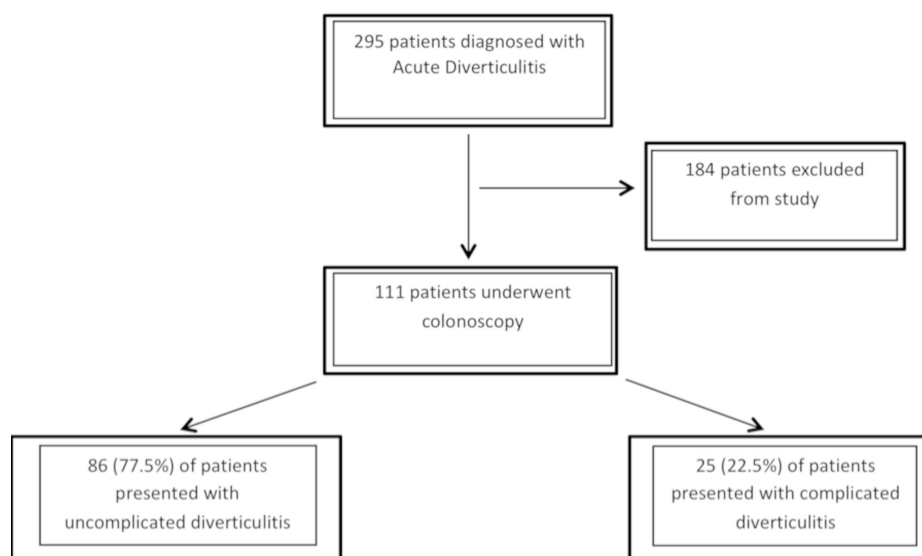 295 patients diagnosed with
Acute Diverticulitis
184 patients excluded
from study
111 patients underwent
colonoscopy
86 (77.5%) of patients
presented with
uncomplicated diverticulitis
25 (22.5%) of patients
presented with complicated
diverticulitis